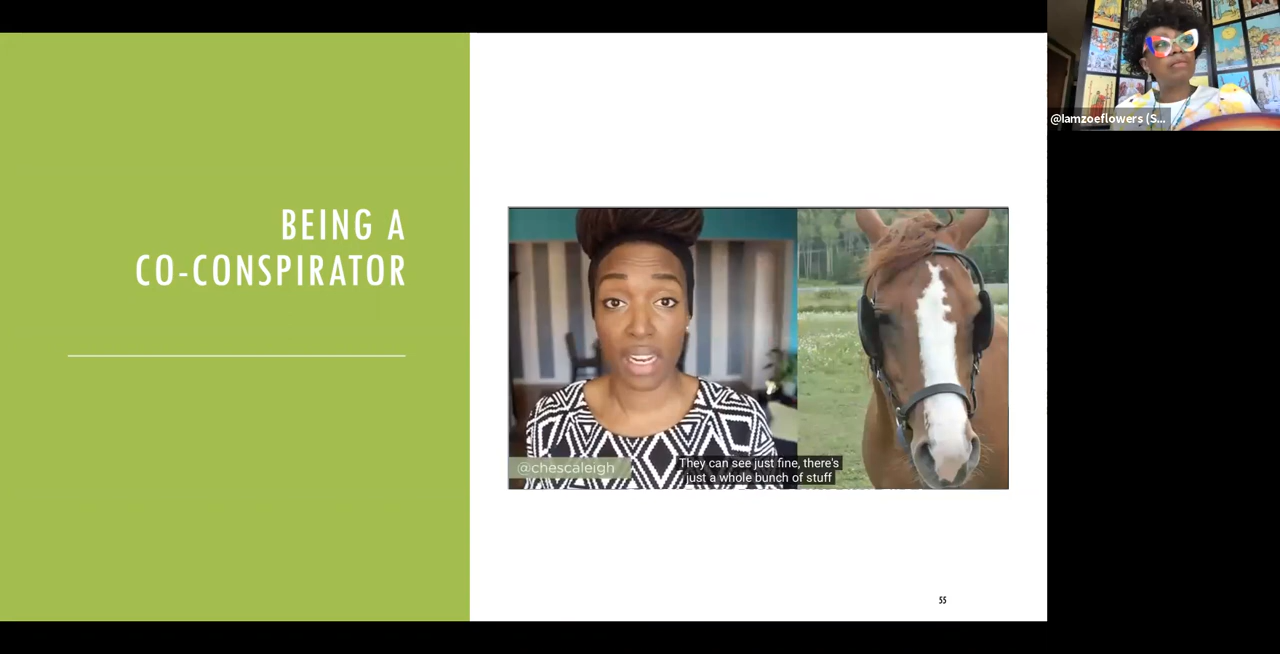 BEING A
CO-CONSPIRATOR
@chescaleigh
They can see just fine, there's
just a whole bunch of stuff
55
@Iamzoeflowers (S...